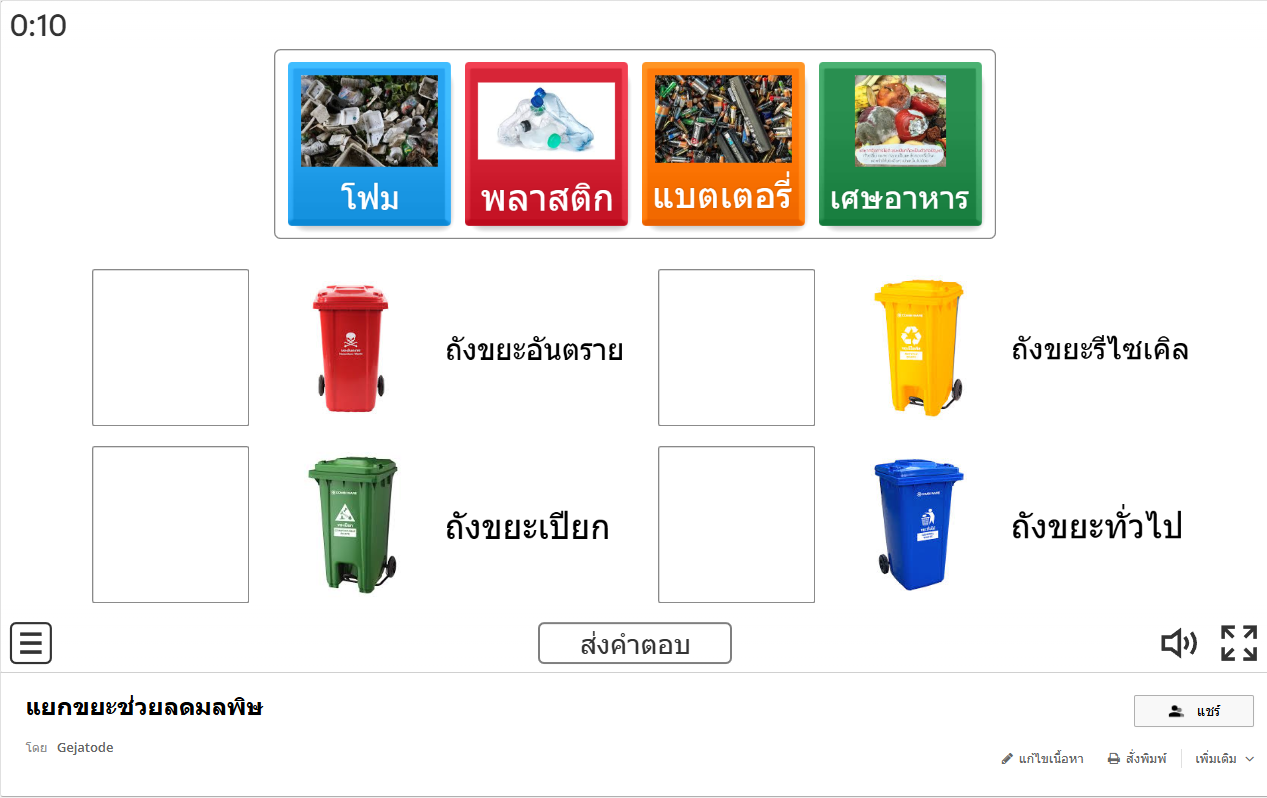 0:10
โฟม
พลาสติก
แบตเตอรี่
เศษอาหาร
ถังขยะอันตราย
ถังขยะรีไซเคิล
ถังขยะเปียก
ถังขยะทั่วไป
ส่งคำตอบ
แยกขยะช่วยลดมลพิษ
แชร์
โดย Gejatode
แก้ไขเนื้อหา สั่งพิมพ์ เพิ่มเติม